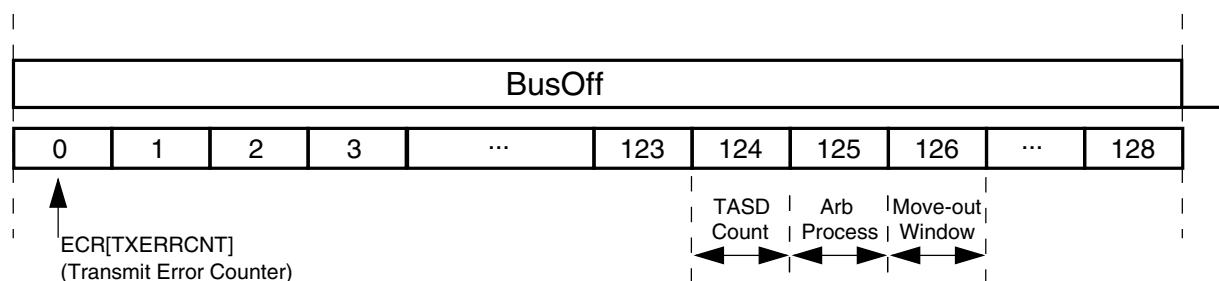 BusOff
0 1 2 3 ... 123 124 125 126 ... 128
TASD Arb Move-out
Count Process Window
ECR[TXERRCNT]
(Transmit Error Counter)